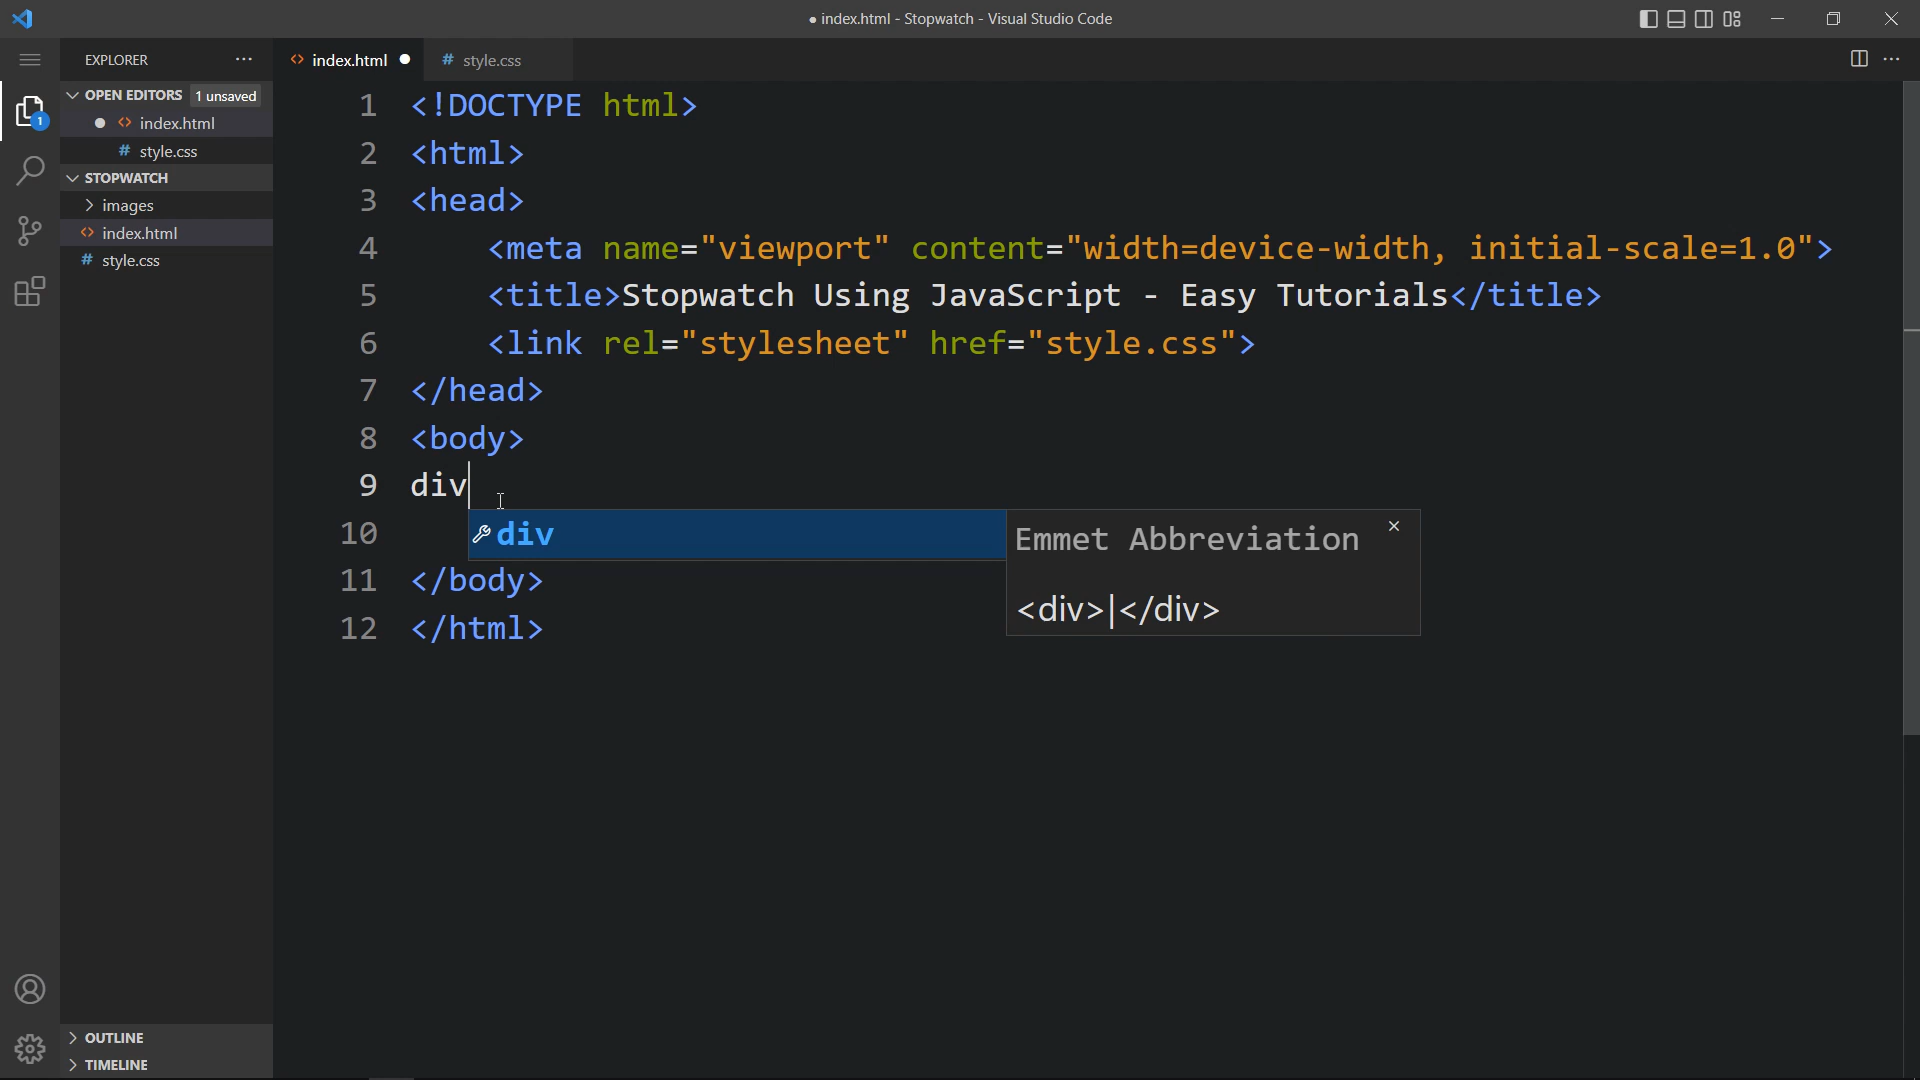 ● index.html - Stopwatch - Visual Studio Code
EXPLORER ...
index.html ●
# style.css
1
OPEN EDITORS 1 unsaved
● <> index.html
# style.css
STOPWATCH
> images
<> index.html
# style.css
1 <!DOCTYPE html>
2 <html>
3 <head>
4 <meta name="viewport" content="width=device-width, initial-scale=1.0">
5 <title>Stopwatch Using JavaScript - Easy Tutorials</title>
6 <link rel="stylesheet" href="style.css">
7 </head>
8 <body>
9 div
10
div
Emmet Abbreviation
<div>|</div>
11 </body>
12 </html>
> OUTLINE
> TIMELINE